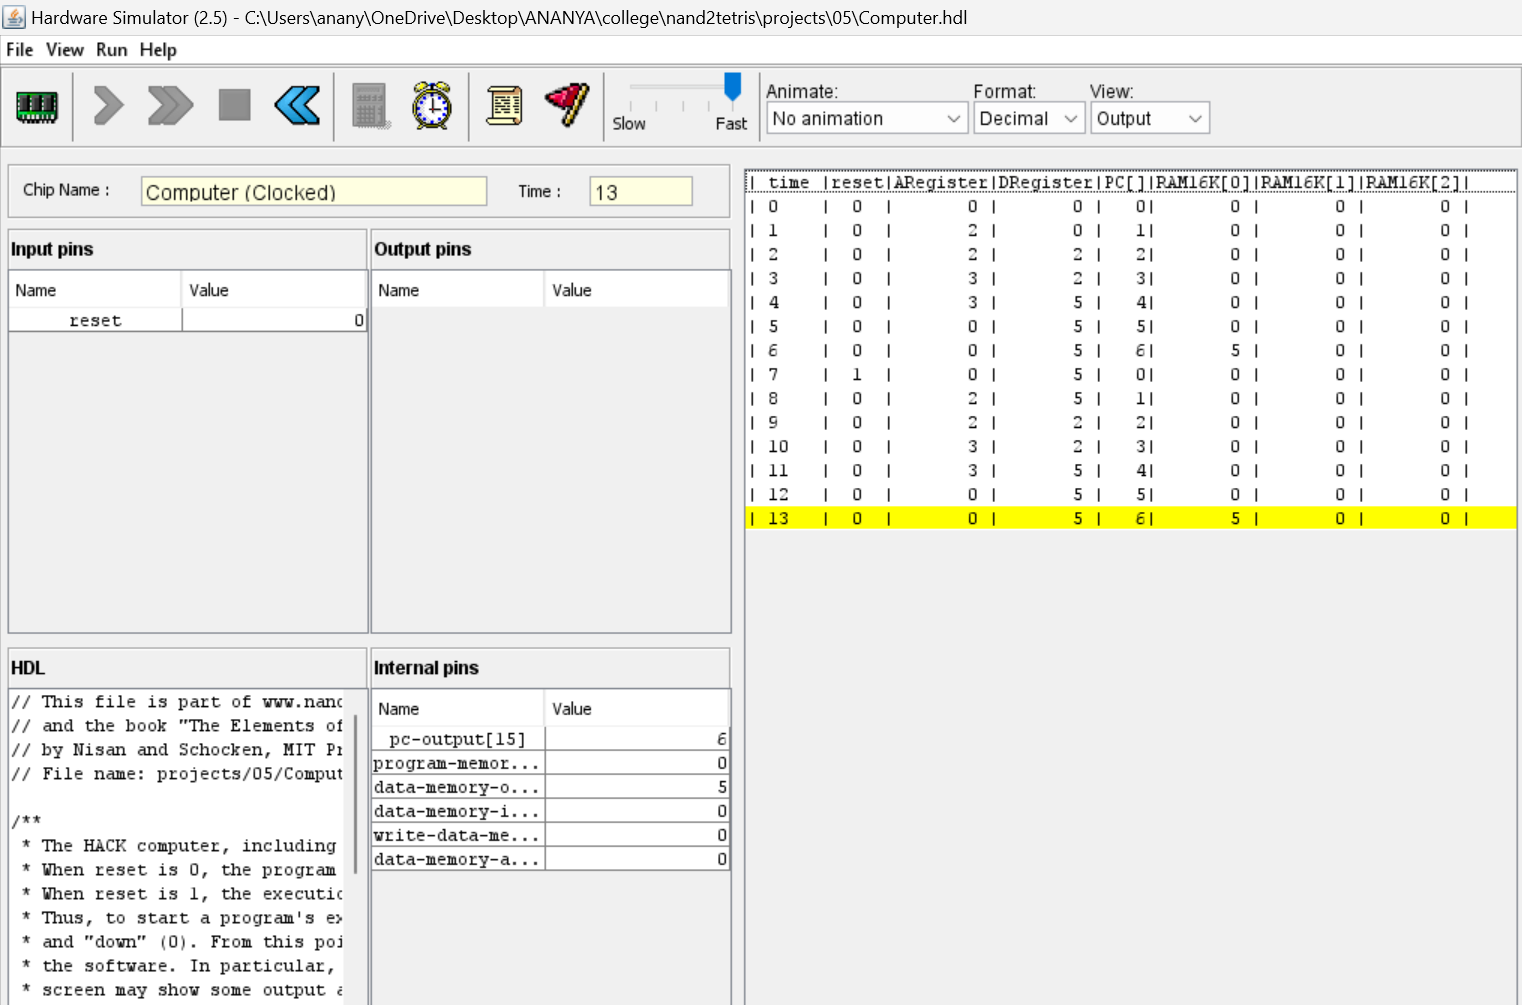 Hardware Simulator (2.5) - C:\Users\anany\OneDrive\Desktop\ANANYA\college\nand2tetris\projects\05\Computer.hdl
File View Run Help
Slow Fast
Animate: Format: View:
No animation Decimal Output
Chip Name : Computer (Clocked) Time : 13
Input pins
Name Value
reset 0
Output pins
Name Value
HDL
// This file is part of www.nand
// and the book "The Elements of
// by Nisan and Schocken, MIT Pr
// File name: projects/05/Comput
/**
* The HACK computer, including
* When reset is 0, the program
* When reset is 1, the executio
* Thus, to start a program's ex
* and "down" (0). From this poi
* the software. In particular,
* screen may show some output a
Internal pins
Name Value
pc-output[15] 6
program-memor... 0
data-memory-o... 5
data-memory-i... 0
write-data-me... 0
data-memory-a... 0
| time |reset|ARegister|DRegister|PC[]|RAM16K[0]|RAM16K[1]|RAM16K[2]|
| 0 | 0 | 0 | 0 | 0| 0 | 0 | 0 |
| 1 | 0 | 2 | 0 | 1| 0 | 0 | 0 |
| 2 | 0 | 2 | 2 | 2| 0 | 0 | 0 |
| 3 | 0 | 3 | 2 | 3| 0 | 0 | 0 |
| 4 | 0 | 3 | 5 | 4| 0 | 0 | 0 |
| 5 | 0 | 0 | 5 | 5| 0 | 0 | 0 |
| 6 | 0 | 0 | 5 | 6| 5 | 0 | 0 |
| 7 | 1 | 0 | 5 | 0| 0 | 0 | 0 |
| 8 | 0 | 2 | 5 | 1| 0 | 0 | 0 |
| 9 | 0 | 2 | 2 | 2| 0 | 0 | 0 |
| 10 | 0 | 3 | 2 | 3| 0 | 0 | 0 |
| 11 | 0 | 3 | 5 | 4| 0 | 0 | 0 |
| 12 | 0 | 0 | 5 | 5| 0 | 0 | 0 |
| 13 | 0 | 0 | 5 | 6| 5 | 0 | 0 |